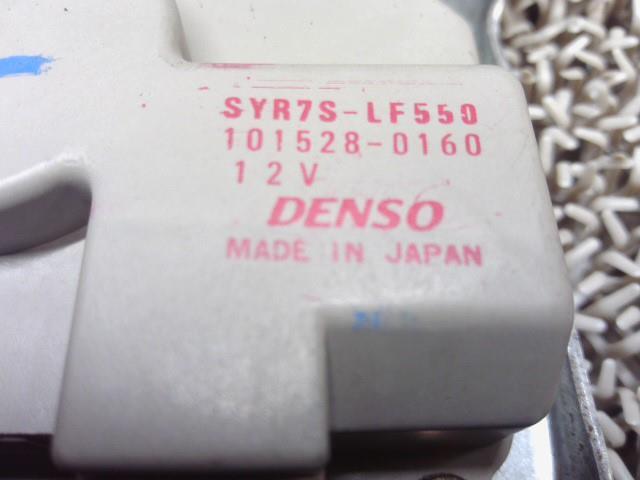 SYR7S-LF550
101528-0160
12V
DENSO
MADE IN JAPAN